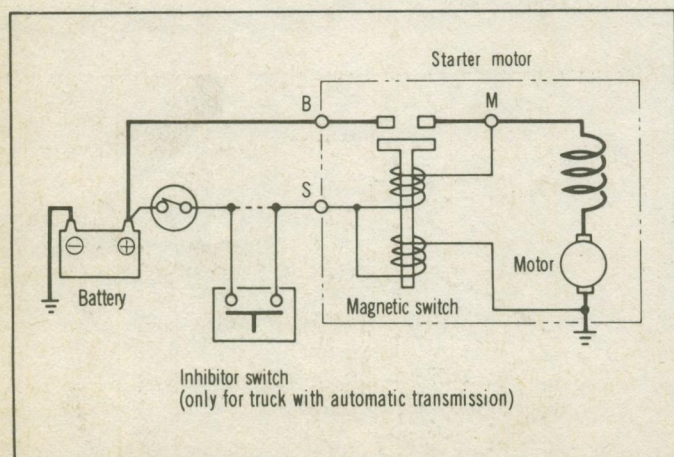 Starter motor
B
M
S
⊖ ⊕
Battery
Motor
Magnetic switch
Inhibitor switch
(only for truck with automatic transmission)